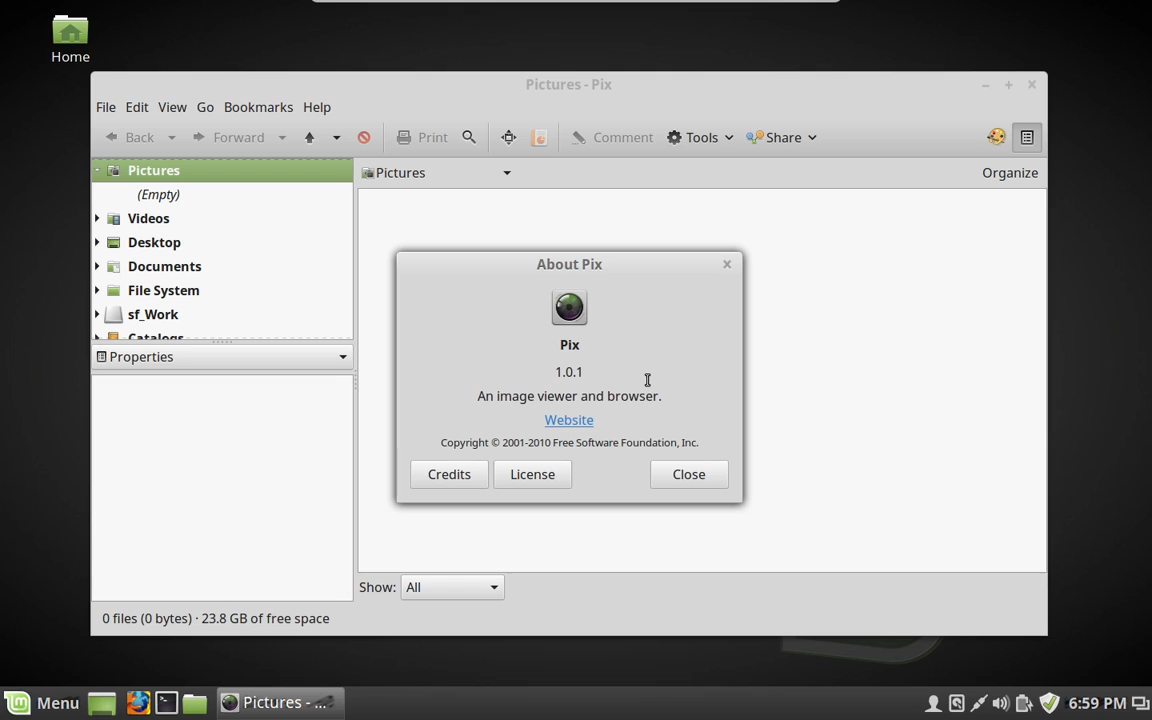 Home
Pictures - Pix
File Edit View Go Bookmarks Help
Back Forward Print Comment Tools Share
Pictures
(Empty)
Videos
Desktop
Documents
File System
sf_Work
Catalogs
Properties
Pictures
Organize
About Pix
Pix
1.0.1
An image viewer and browser.
Website
Copyright © 2001-2010 Free Software Foundation, Inc.
Credits License Close
Show: All
0 files (0 bytes) · 23.8 GB of free space
Menu
Pictures - ...
6:59 PM